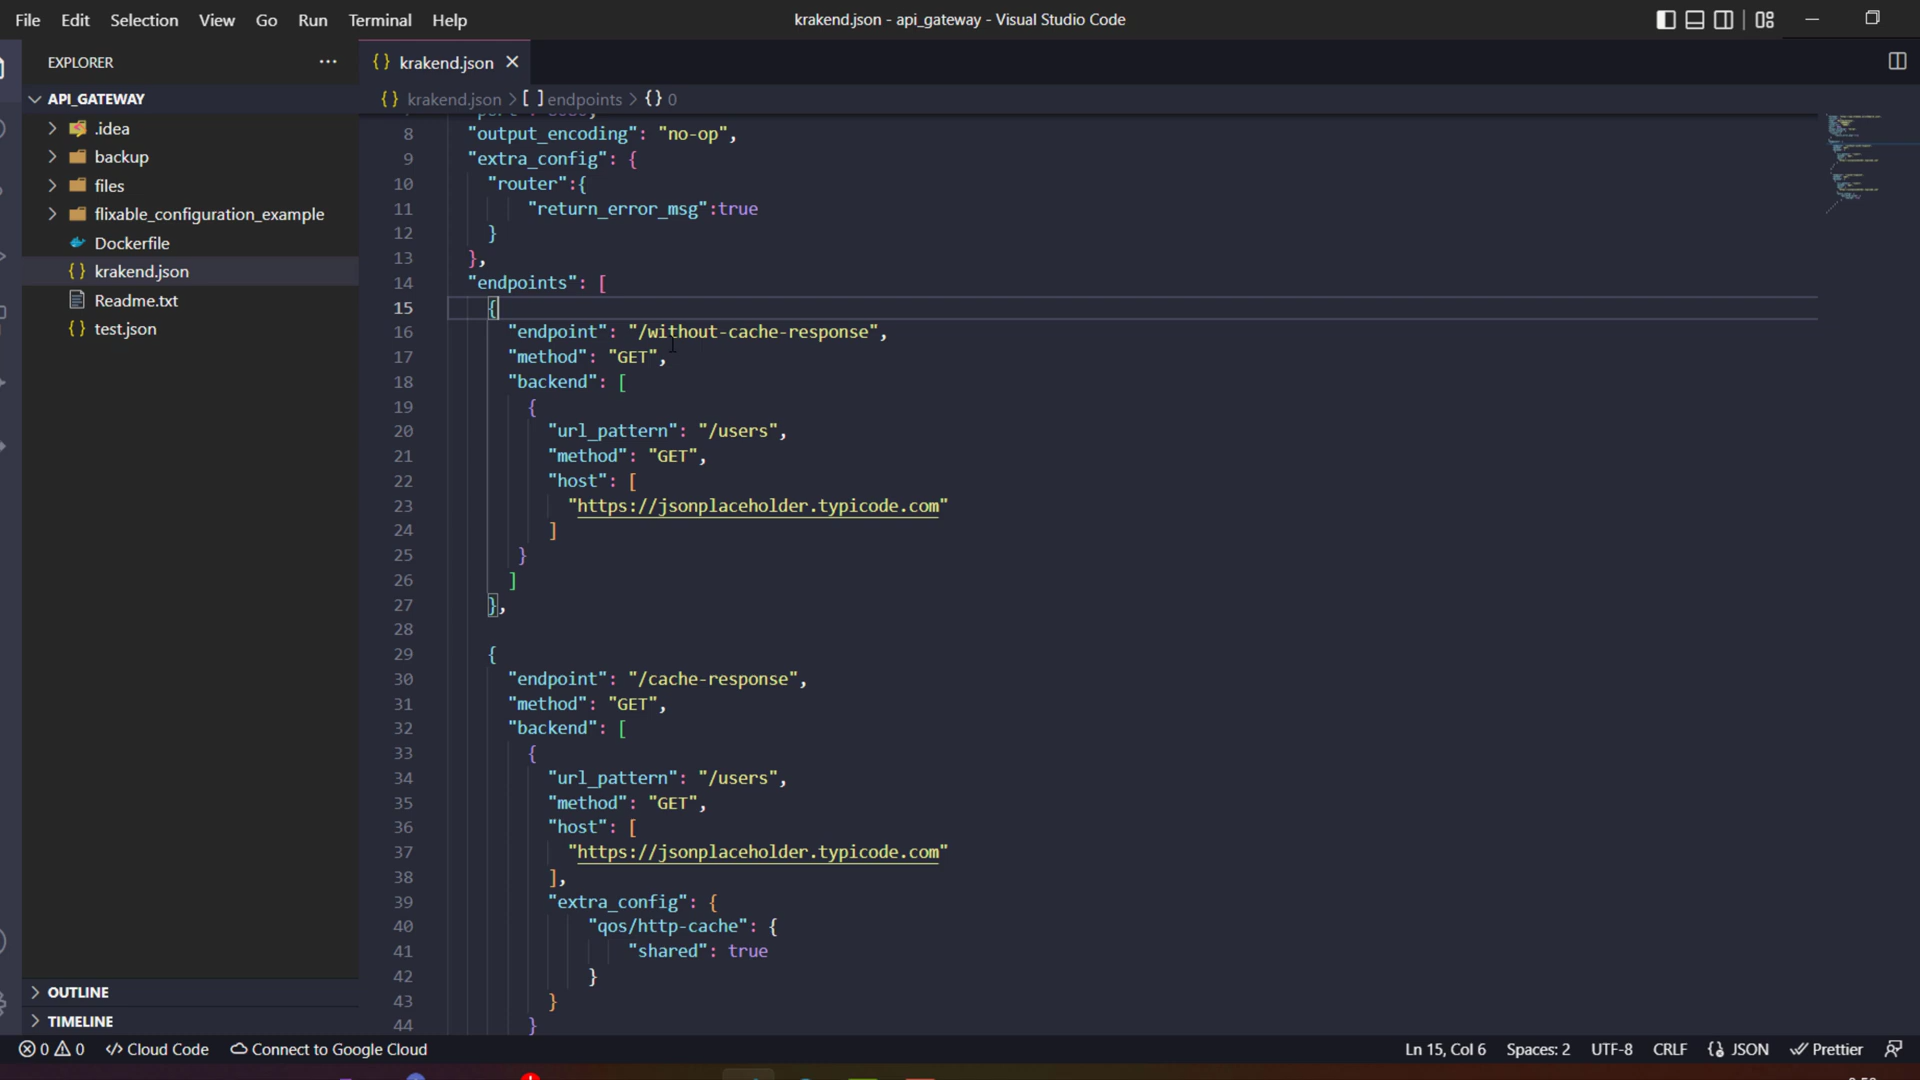 File Edit Selection View Go Run Terminal Help
krakend.json - api_gateway - Visual Studio Code
EXPLORER ···
API_GATEWAY
.idea
backup
files
flixable_configuration_example
Dockerfile
krakend.json
Readme.txt
test.json
OUTLINE
TIMELINE
{} krakend.json ×
{} krakend.json > [ ] endpoints > {} 0
8 "output_encoding": "no-op",
9 "extra_config": {
10 "router":{
11 "return_error_msg":true
12 }
13 },
14 "endpoints": [
15 {
16 "endpoint": "/without-cache-response",
17 "method": "GET",
18 "backend": [
19 {
20 "url_pattern": "/users",
21 "method": "GET",
22 "host": [
23 "https://jsonplaceholder.typicode.com"
24 ]
25 }
26 ]
27 },
28
29 {
30 "endpoint": "/cache-response",
31 "method": "GET",
32 "backend": [
33 {
34 "url_pattern": "/users",
35 "method": "GET",
36 "host": [
37 "https://jsonplaceholder.typicode.com"
38 ],
39 "extra_config": {
40 "qos/http-cache": {
41 "shared": true
42 }
43 }
44 }
0 0 Cloud Code Connect to Google Cloud Ln 15, Col 6 Spaces: 2 UTF-8 CRLF {} JSON Prettier